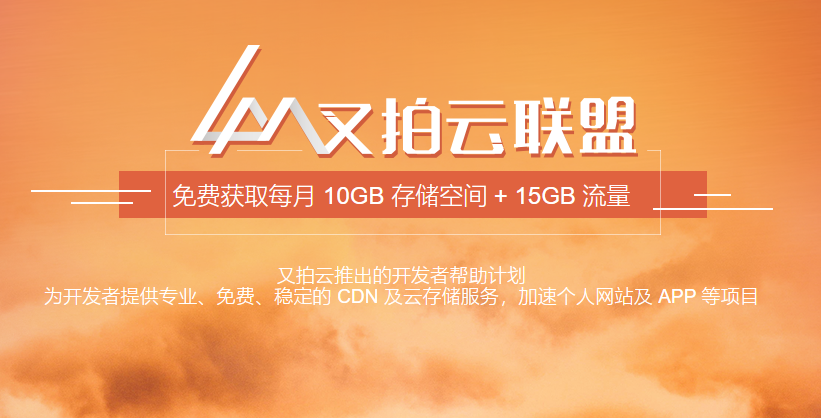 又拍云联盟
免费获取每月 10GB 存储空间 + 15GB 流量
又拍云推出的开发者帮助计划
为开发者提供专业、免费、稳定的 CDN 及云存储服务，加速个人网站及 APP 等项目